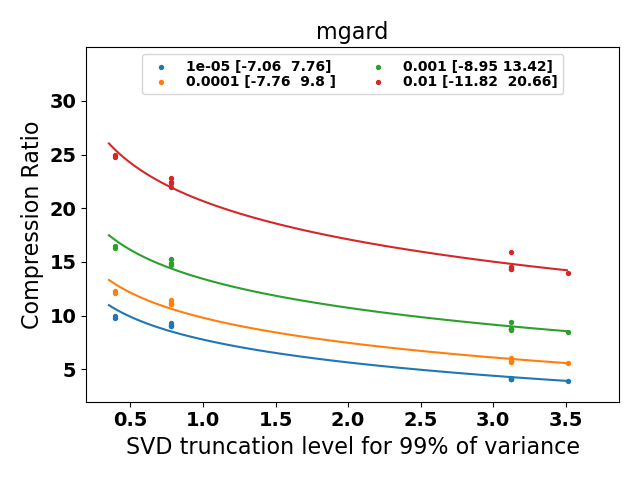 mgard
1e-05 [-7.06  7.76]
0.0001 [-7.76  9.8 ]
0.001 [-8.95 13.42]
0.01 [-11.82  20.66]
Compression Ratio
30
25
20
15
10
5
0.5 1.0 1.5 2.0 2.5 3.0 3.5
SVD truncation level for 99% of variance